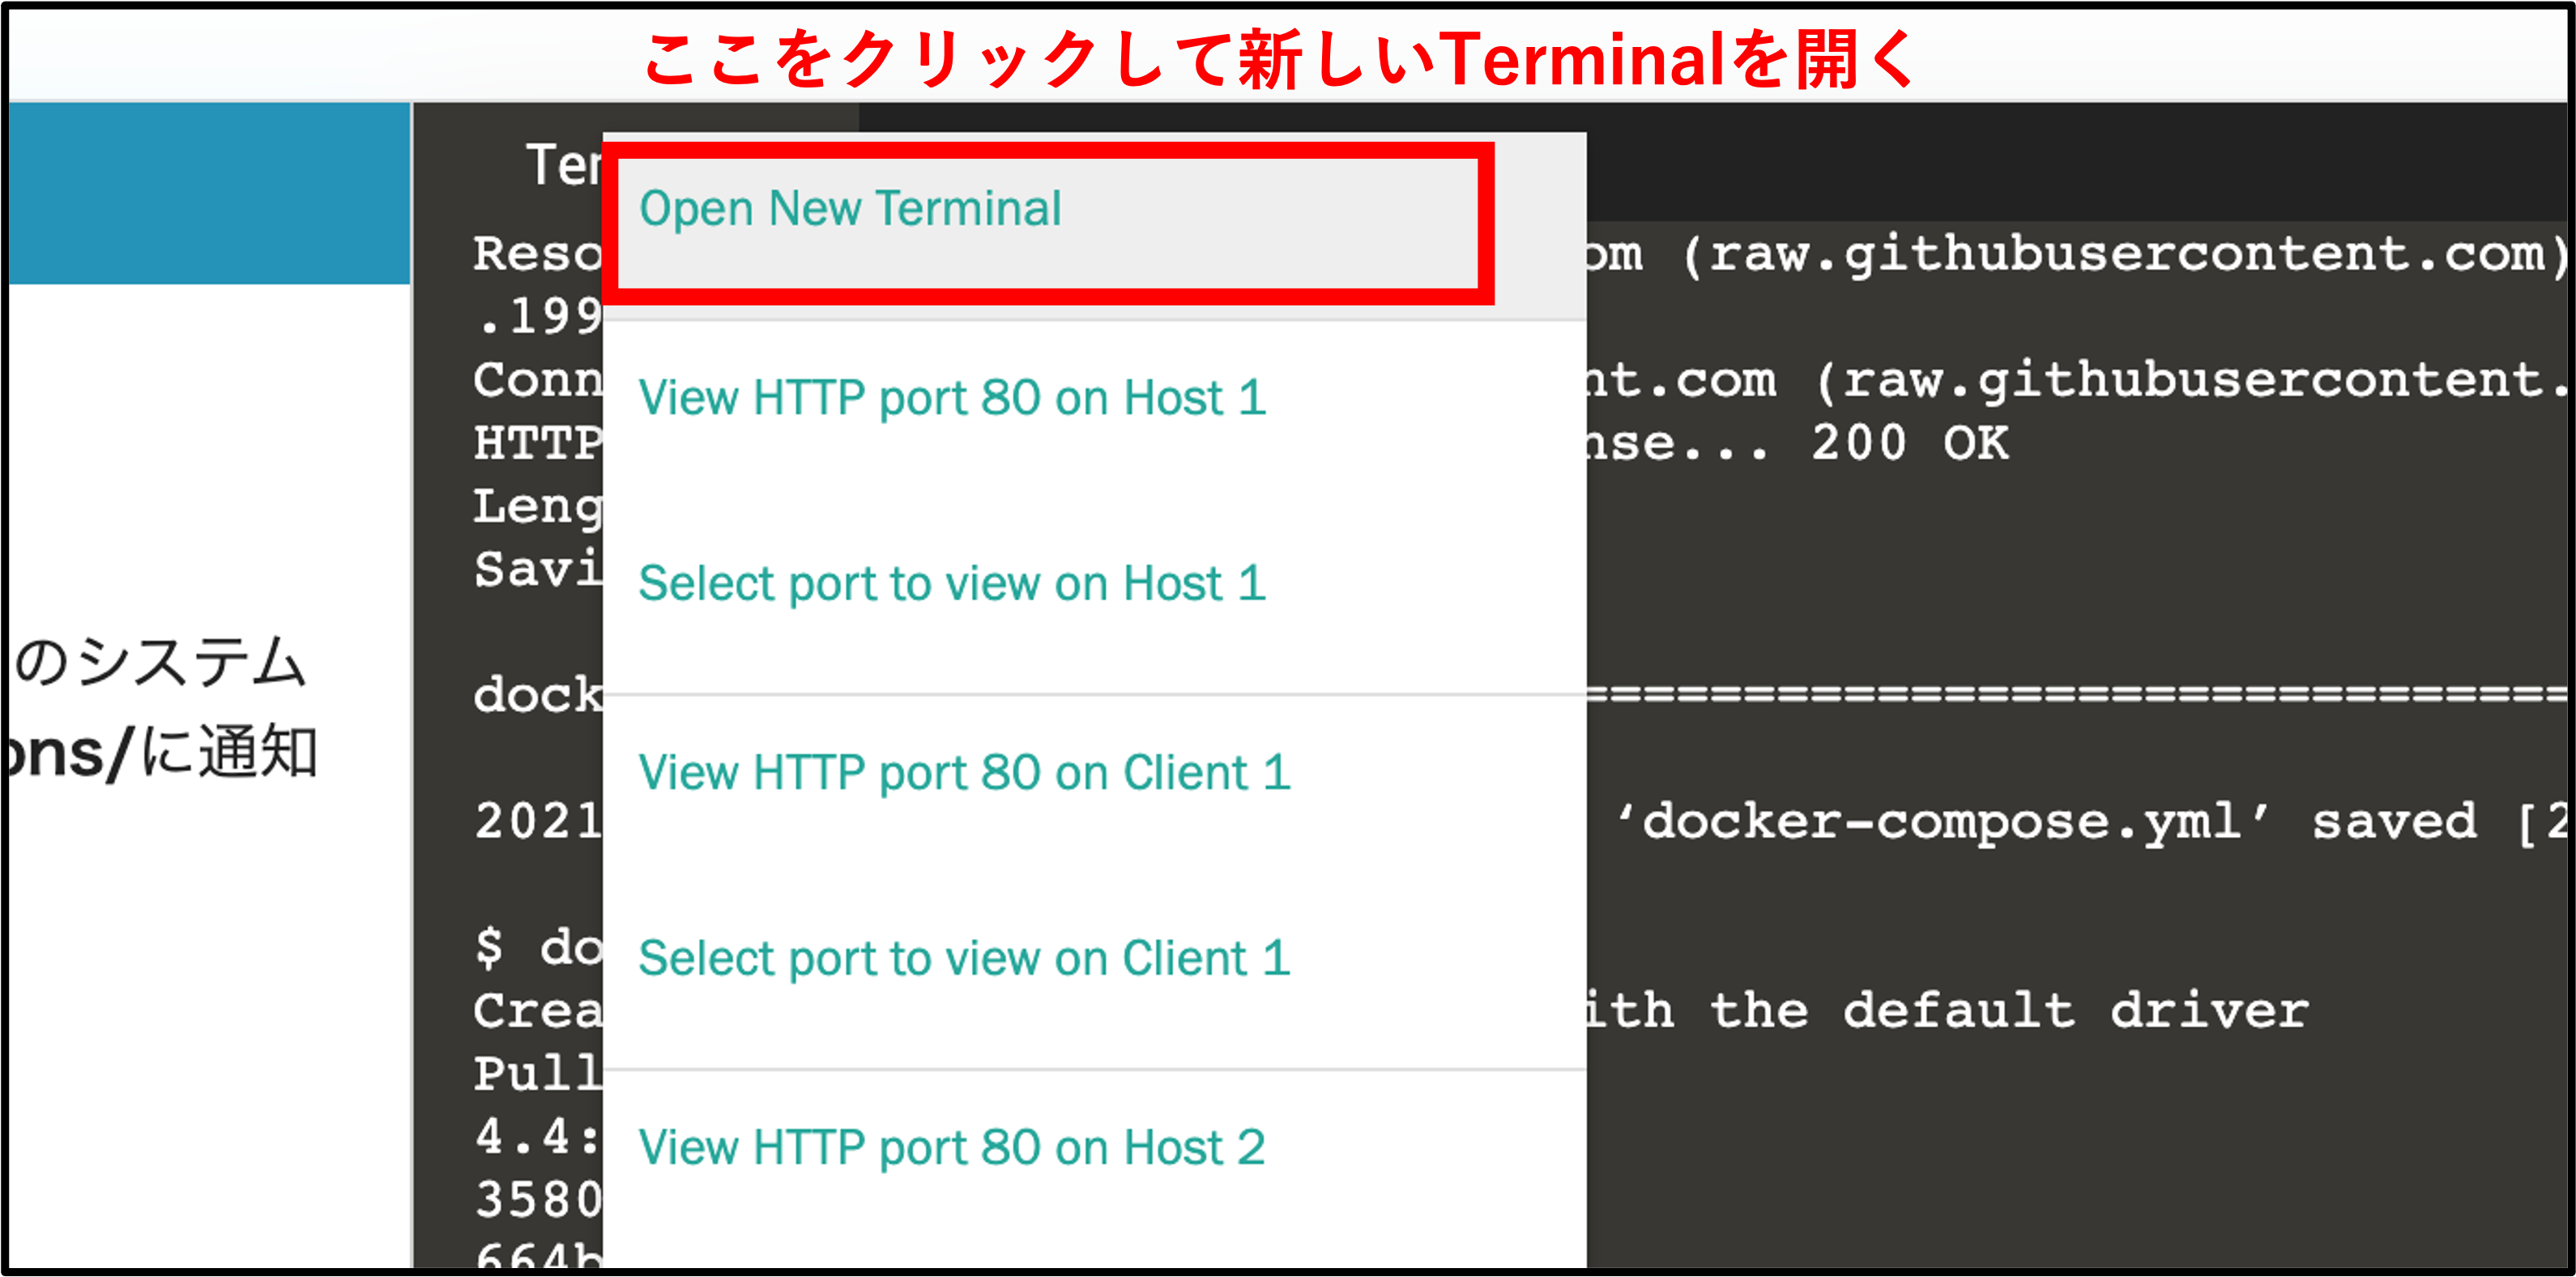 ここをクリックして新しいTerminalを開く
Ter
Open New Terminal
Reso
om (raw.githubusercontent.com)
.199
View HTTP port 80 on Host 1
Conn
nt.com (raw.githubusercontent.
HTTP
nse... 200 OK
Leng
Savi
Select port to view on Host 1
のシステム
dock
==============================
ons/に通知
View HTTP port 80 on Client 1
2021
‘docker-compose.yml’ saved [2
$ do
Select port to view on Client 1
Crea
ith the default driver
Pull
4.4:
View HTTP port 80 on Host 2
3580
664b